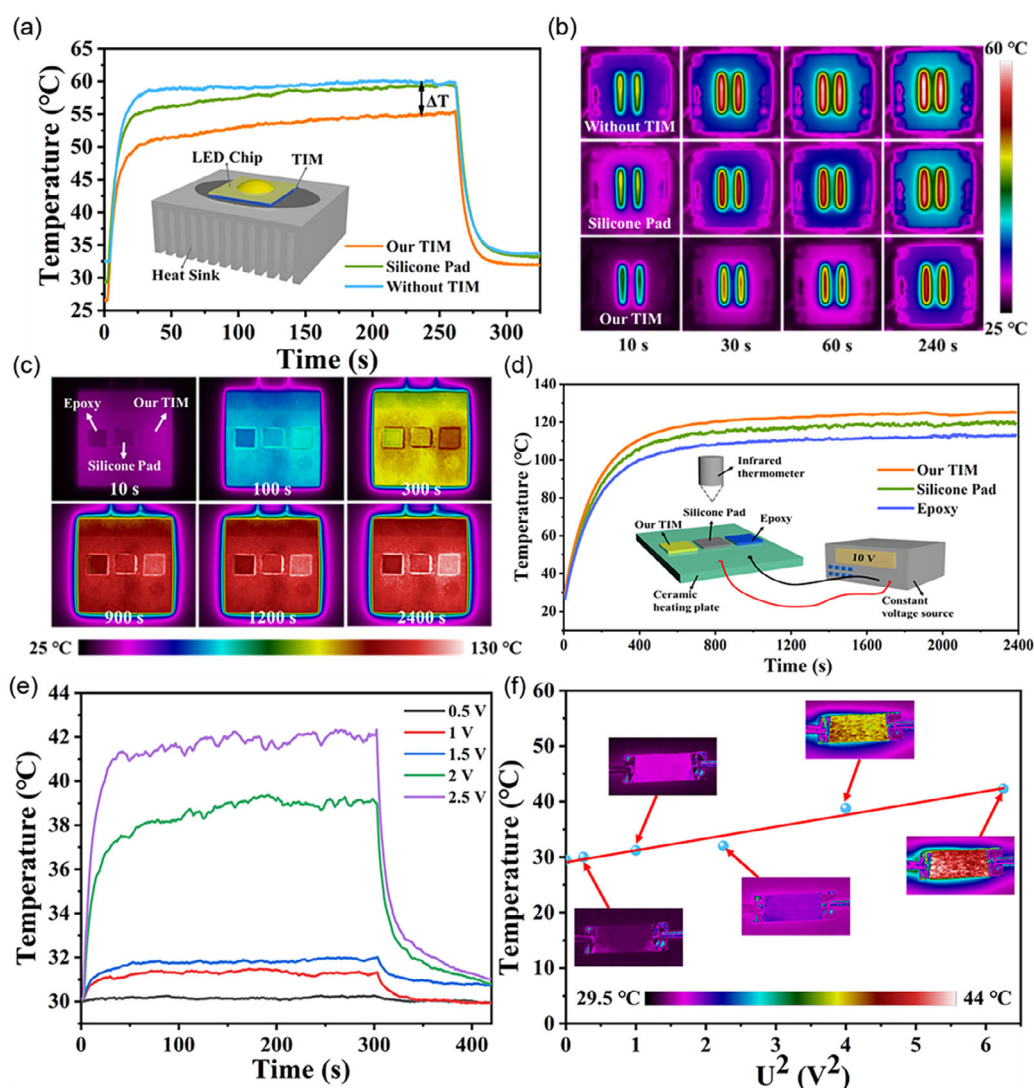 (a)
65
60
55
50
45
40
35
30
25
0
50
100
150
200
250
300
Temperature (°C)
Time (s)
ΔT
LED Chip
TIM
Heat Sink
Our TIM
Silicone Pad
Without TIM
(b)
Without TIM
Silicone Pad
Our TIM
10 s
30 s
60 s
240 s
60 °C
25 °C
(c)
Epoxy
Our TIM
Silicone Pad
10 s
100 s
300 s
900 s
1200 s
2400 s
25 °C
130 °C
(d)
140
120
100
80
60
40
20
0
400
800
1200
1600
2000
2400
Temperature (°C)
Time (s)
Infrared
thermometer
Our TIM
Silicone Pad
Epoxy
Our TIM
Silicone Pad
Epoxy
10 V
Ceramic
heating plate
Constant
voltage source
(e)
44
42
40
38
36
34
32
30
0
100
200
300
400
Temperature (°C)
Time (s)
0.5 V
1 V
1.5 V
2 V
2.5 V
(f)
60
50
40
30
20
10
0
0
1
2
3
4
5
6
Temperature (°C)
U² (V²)
29.5 °C
44 °C